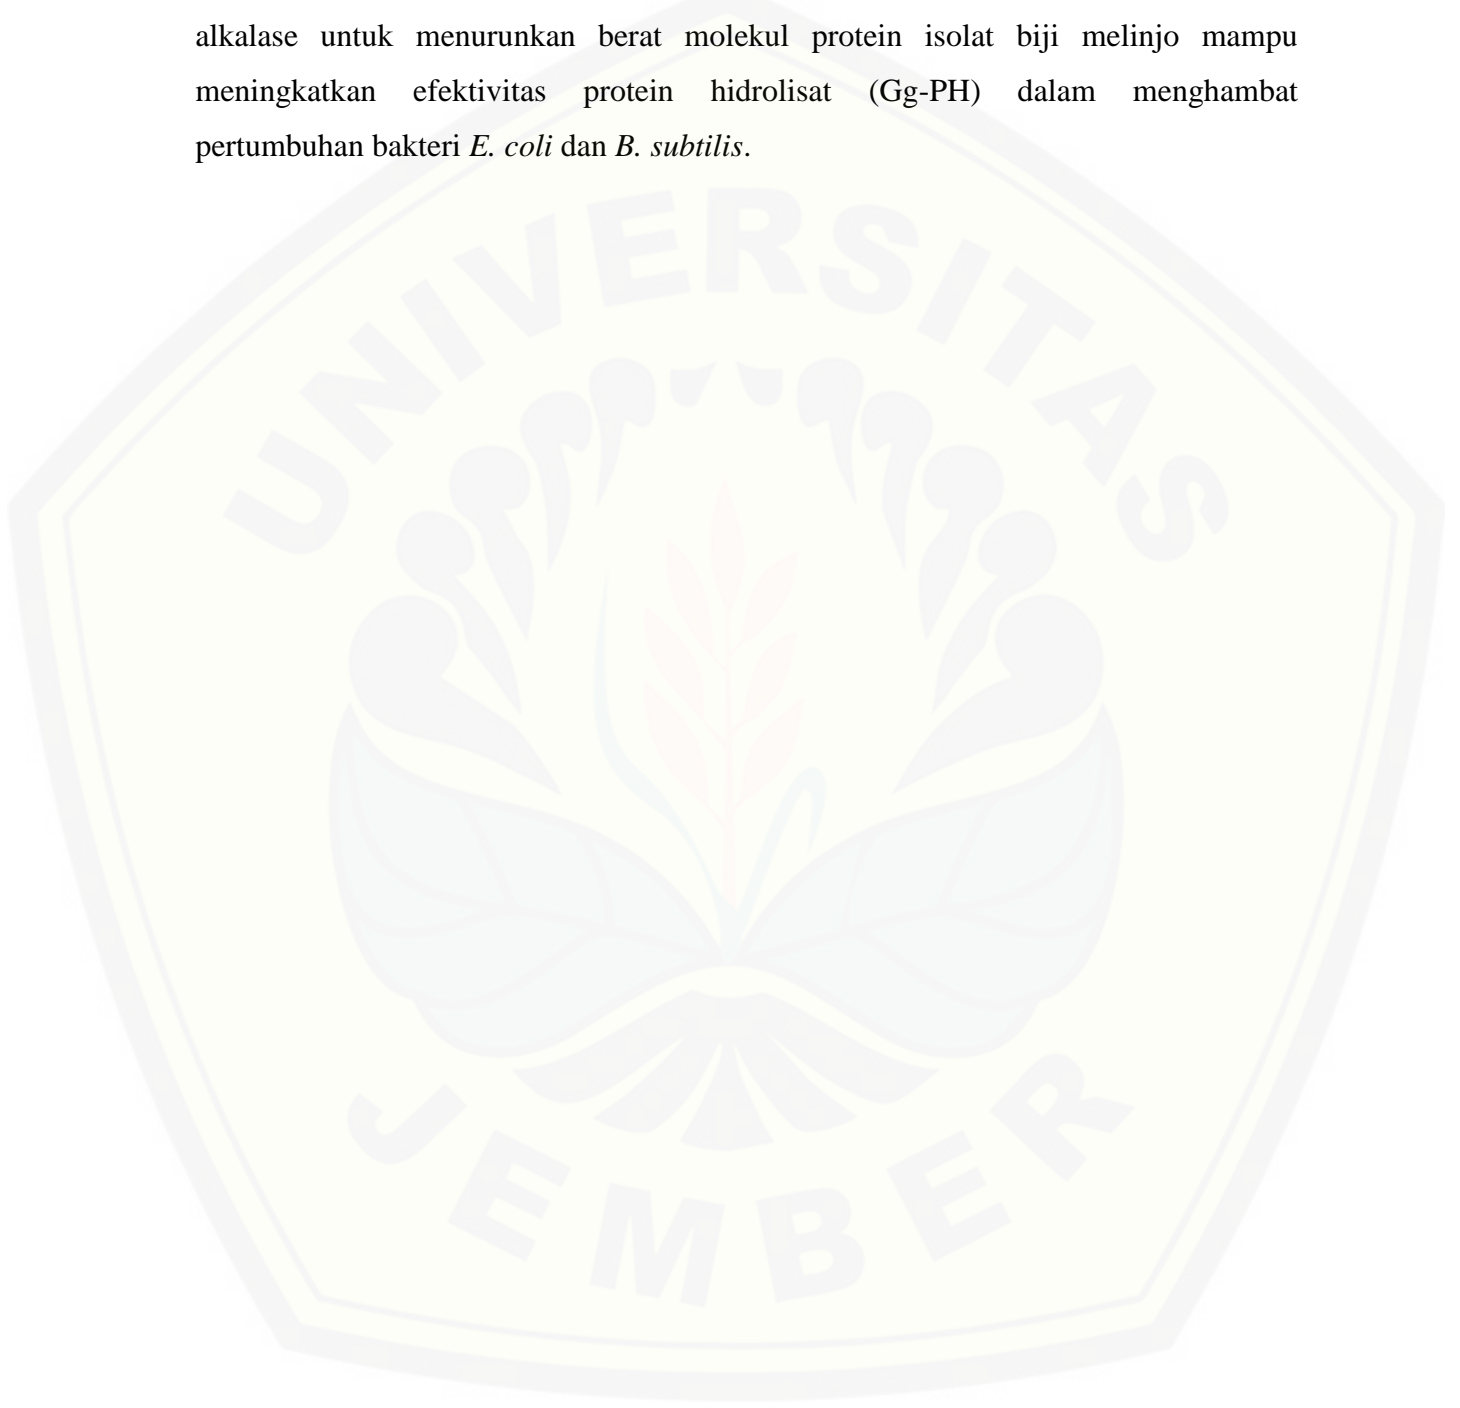 alkalase untuk menurunkan berat molekul protein isolat biji melinjo mampu
meningkatkan efektivitas protein hidrolisat (Gg-PH) dalam menghambat
pertumbuhan bakteri E. coli dan B. subtilis.
UNIVERSITAS
JEMBER